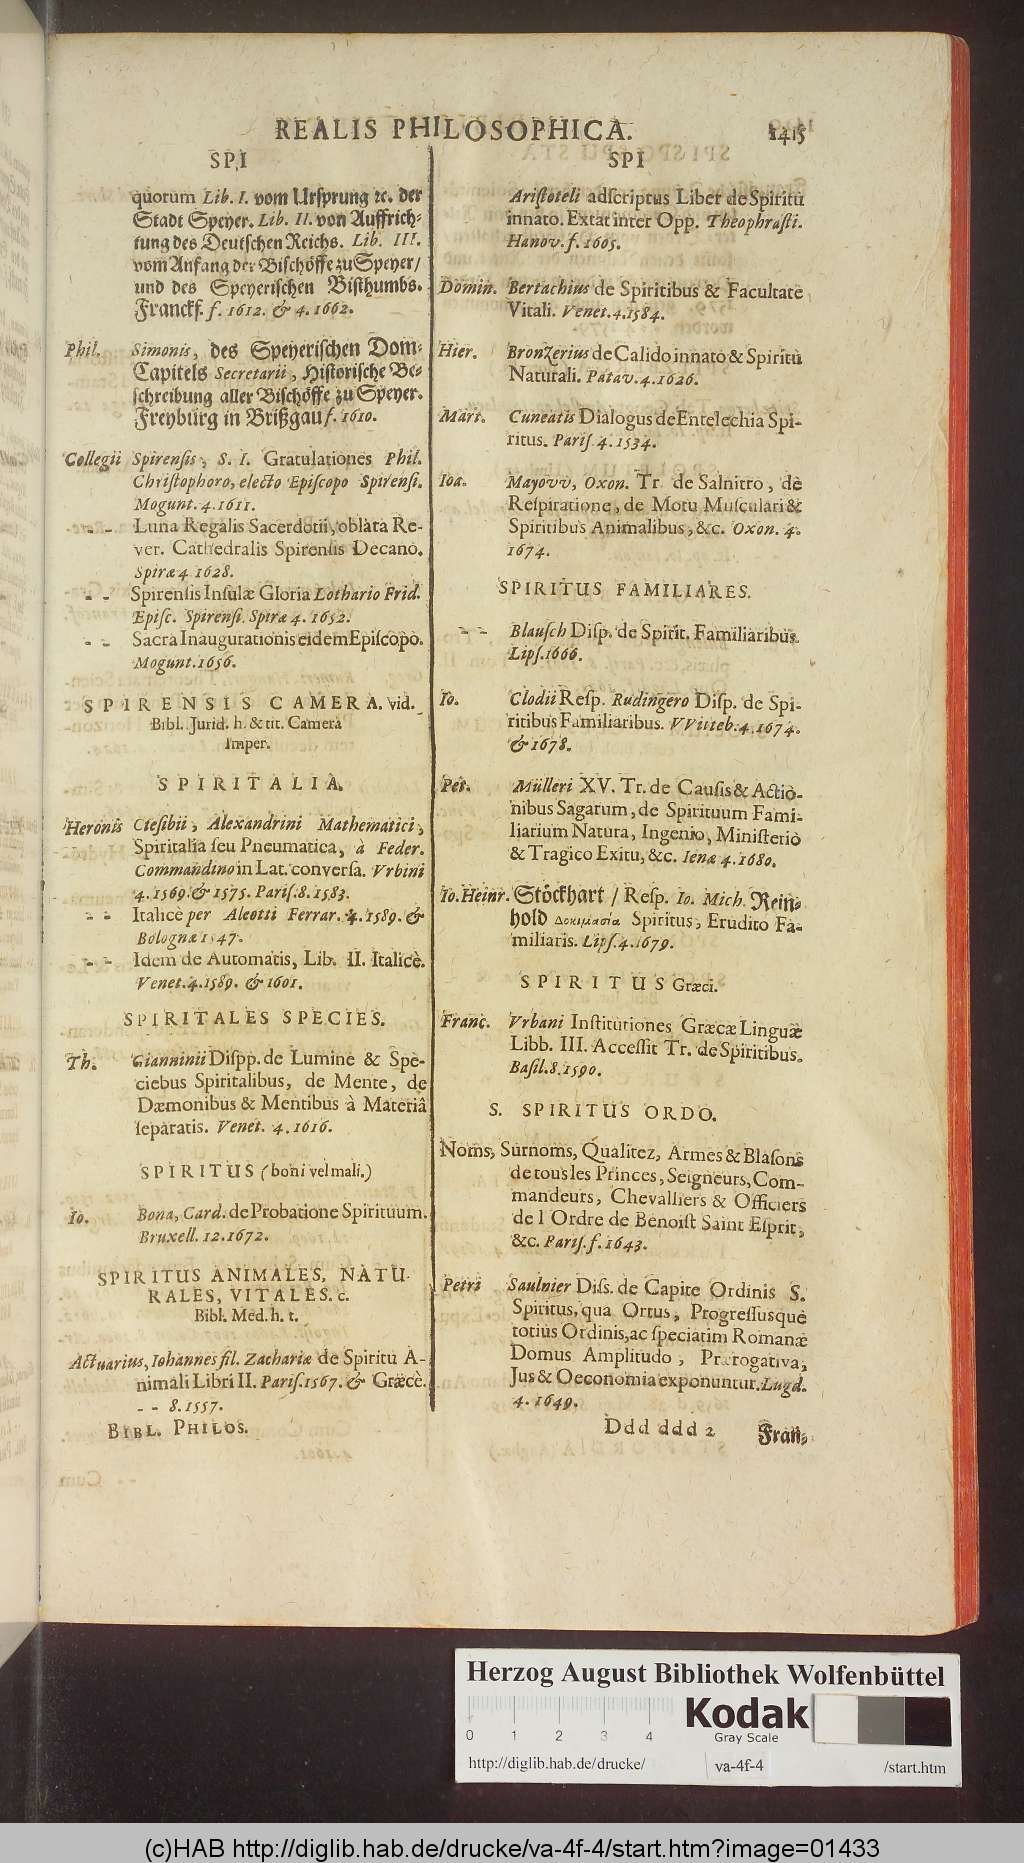 REALIS PHILOSOPHICA. 1415
SPI
quorum Lib. I. vom Ursprung ꝛc. der
Stadt Speyer. Lib. II. von Auffrich-
tung des Deutschen Reichs. Lib. III.
vom Anfang der Bischöffe zu Speyer/
und des Speyerischen Bisthumbs.
Franckf. f. 1612. & 4. 1662.
Phil. Simonis, des Speyerischen Dom-
Capitels Secretarii, Historische Be-
schreibung aller Bischöffe zu Speyer.
Freyburg in Brißgau f. 1610.
Collegii Spirensis, S. I. Gratulationes Phil.
Christophoro, electo Episcopo Spirensi.
Mogunt. 4. 1611.
- - Luna Regalis Sacerdotii, oblata Re-
ver. Cathedralis Spirensis Decano.
Spiræ 4 1628.
- - Spirensis Insulæ Gloria Lothario Frid.
Episc. Spirensi. Spiræ 4. 1652.
- - Sacra Inaugurationis eidem Episcopo.
Mogunt. 1656.
SPIRENSIS CAMERA. vid.
Bibl. Jurid. h. & tit. Camera
Imper.
SPIRITALIA.
Heronis Ctesibii, Alexandrini Mathematici,
Spiritalia seu Pneumatica, à Feder.
Commandino in Lat. conversa. Vrbini
4. 1569. & 1575. Paris. 8. 1583.
- - Italicè per Aleotti Ferrar. 4. 1589. &
Bolognæ 1 47.
- - Idem de Automatis, Lib. II. Italicè.
Venet. 4. 1589. & 1601.
SPIRITALES SPECIES.
Th. Gianninii Dispp. de Lumine & Spe-
ciebus Spiritalibus, de Mente, de
Dæmonibus & Mentibus à Materiâ
separatis. Venet. 4. 1616.
SPIRITUS (boni vel mali.)
Io. Bona, Card. de Probatione Spirituum.
Bruxell. 12. 1672.
SPIRITUS ANIMALES, NATU-
RALES, VITALES. c.
Bibl. Med. h. t.
Actuarius, Iohannes fil. Zachariæ de Spiritu A-
nimali Libri II. Paris. 1567. & Græcè.
- - 8. 1557.
BIBL. PHILOS.
SPI
Aristoteli adscriptus Liber de Spiritu
innato. Extat inter Opp. Theophrasti.
Hanov. f. 1605.
Domin. Bertachius de Spiritibus & Facultate
Vitali. Venet. 4. 1584.
Hier. Bronzerius de Calido innato & Spiritu
Naturali. Patav. 4. 1626.
Mart. Cuneatis Dialogus de Entelechia Spi-
ritus. Paris. 4. 1534.
Ioa. Mayovv, Oxon. Tr. de Salnitro, de
Respiratione, de Motu Musculari &
Spiritibus Animalibus, &c. Oxon. 4.
1674.
SPIRITUS FAMILIARES.
- - Blausch Disp. de Spirit. Familiaribus.
Lips. 1666.
Io. Clodii Resp. Rudingero Disp. de Spi-
ritibus Familiaribus. VVitteb. 4. 1674.
& 1678.
Pet. Mülleri XV. Tr. de Causis & Actio-
nibus Sagarum, de Spirituum Fami-
liarium Natura, Ingenio, Ministerio
& Tragico Exitu, &c. Ienæ 4. 1680.
Io. Heinr. Stöckhart / Resp. Io. Mich. Rein-
hold Δοκιμασία Spiritus, Erudito Fa-
miliaris. Lips. 4. 1679.
SPIRITUS Græci.
Franc. Vrbani Institutiones Græcæ Linguæ
Libb. III. Accessit Tr. de Spiritibus.
Basil. 8. 1590.
S. SPIRITUS ORDO.
Noms, Surnoms, Qualitez, Armes & Blasons
de tous les Princes, Seigneurs, Com-
mandeurs, Chevalliers & Officiers
de l Ordre de Benoist Saint Esprit,
&c. Paris. f. 1643.
Petri Saulnier Diss. de Capite Ordinis S.
Spiritus, qua Ortus, Progressusque
totius Ordinis, ac speciatim Romanæ
Domus Amplitudo, Prærogativa,
Jus & Oeconomia exponuntur. Lugd.
4. 1649.
Ddd ddd 2 Fran-
Herzog August Bibliothek Wolfenbüttel
0 1 2 3 4
Kodak
Gray Scale
http://diglib.hab.de/drucke/ va-4f-4 /start.htm
(c)HAB http://diglib.hab.de/drucke/va-4f-4/start.htm?image=01433